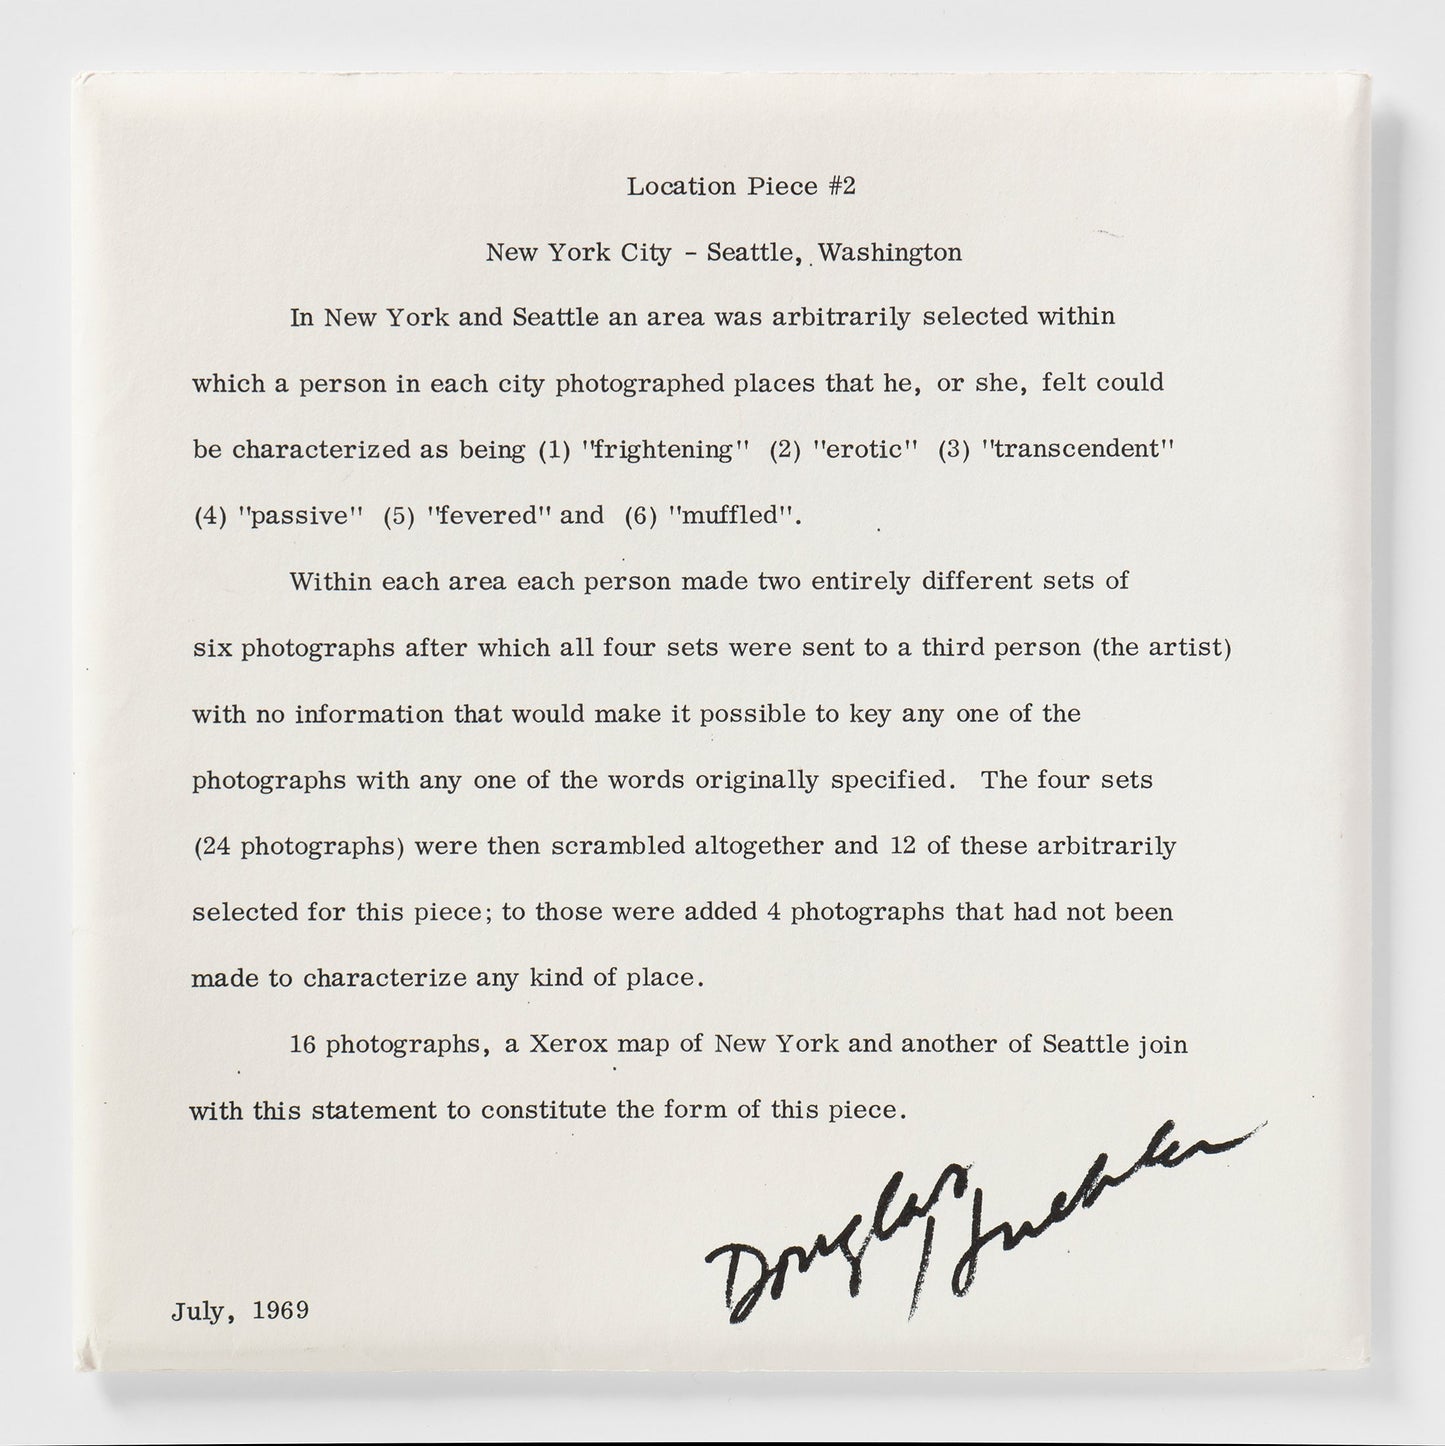 Location Piece #2
New York City - Seattle, Washington
In New York and Seattle an area was arbitrarily selected within
which a person in each city photographed places that he, or she, felt could
be characterized as being (1) "frightening" (2) "erotic" (3) "transcendent"
(4) "passive" (5) "fevered" and (6) "muffled".
Within each area each person made two entirely different sets of
six photographs after which all four sets were sent to a third person (the artist)
with no information that would make it possible to key any one of the
photographs with any one of the words originally specified. The four sets
(24 photographs) were then scrambled altogether and 12 of these arbitrarily
selected for this piece; to those were added 4 photographs that had not been
made to characterize any kind of place.
16 photographs, a Xerox map of New York and another of Seattle join
with this statement to constitute the form of this piece.
Douglas Huebler
July, 1969